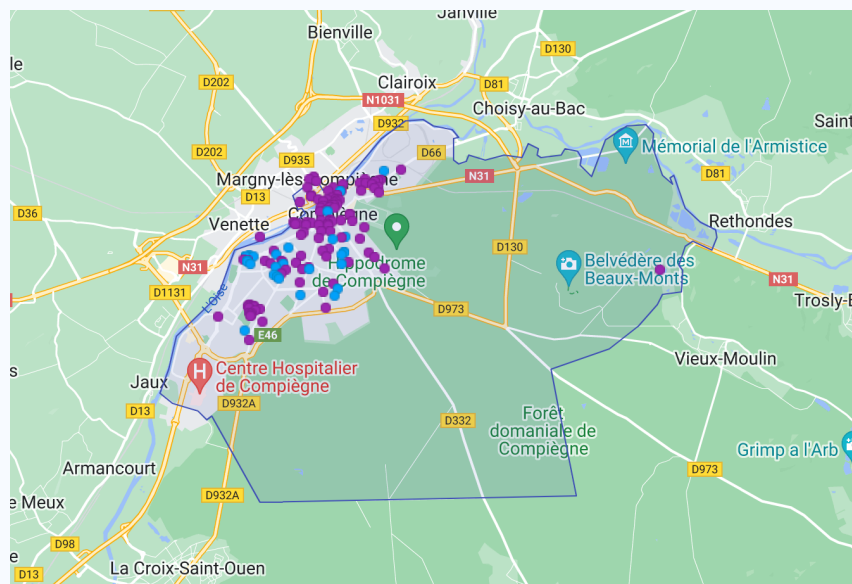 Janville
Bienville
D130
le
D202
Clairoix
D81
N1031
Choisy-au-Bac
D932
Saint
D202
D935
D66
Mémorial de l'Armistice
Margny-lès-Compiègne
N31
D81
D13
D36
Compiègne
Venette
Rethondes
D130
Hippodrome
de Compiègne
Belvédère des
Beaux-Monts
N31
N31
D1131
L'Oise
Trosly-B
D973
E46
Vieux-Moulin
s
Centre Hospitalier
de Compiègne
Jaux
D932A
D13
D332
Forêt
domaniale de
Compiègne
Grimp a l'Arb
Armancourt
D973
e Meux
D932A
D98
e
D13
La Croix-Saint-Ouen